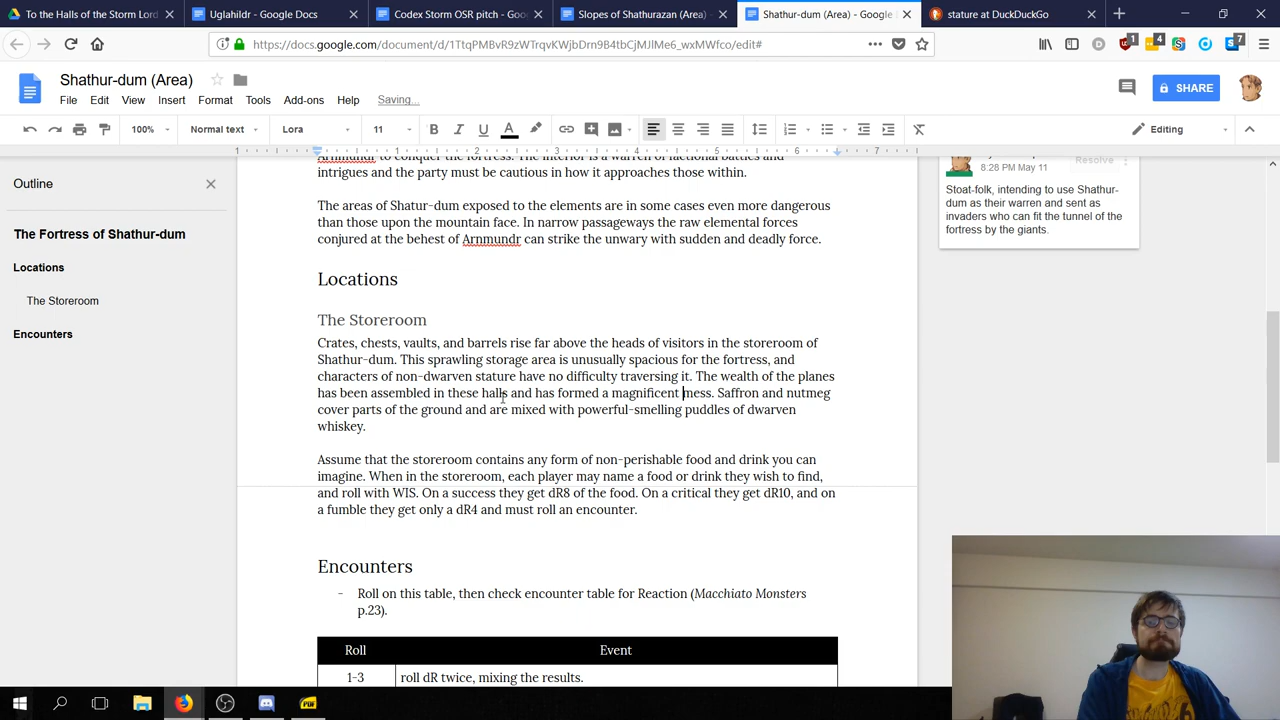 To the Halls of the Storm Lord
Uglahildr - Google Docs
Codex Storm OSR pitch - Goo
Slopes of Shathurazan (Area) -
Shathur-dum (Area) - Google
stature at DuckDuckGo
https://docs.google.com/document/d/1TtqPMBvR9zWTrqvKWjbDrn9B4tbCjMJlMe6_wxMWfco/edit#
1
4
7
Shathur-dum (Area)
File Edit View Insert Format Tools Add-ons Help Saving...
SHARE
100% Normal text Lora 11 B I U A Editing
1 1 2 3 4 5 6 7
Outline
The Fortress of Shathur-dum
Locations
The Storeroom
Encounters
Arnmundr to conquer the fortress. The interior is a warren of factional battles and
intrigues and the party must be cautious in how it approaches those within.
The areas of Shatur-dum exposed to the elements are in some cases even more dangerous
than those upon the mountain face. In narrow passageways the raw elemental forces
conjured at the behest of Arnmundr can strike the unwary with sudden and deadly force.
Locations
The Storeroom
Crates, chests, vaults, and barrels rise far above the heads of visitors in the storeroom of
Shathur-dum. This sprawling storage area is unusually spacious for the fortress, and
characters of non-dwarven stature have no difficulty traversing it. The wealth of the planes
has been assembled in these halls and has formed a magnificent mess. Saffron and nutmeg
cover parts of the ground and are mixed with powerful-smelling puddles of dwarven
whiskey.
Assume that the storeroom contains any form of non-perishable food and drink you can
imagine. When in the storeroom, each player may name a food or drink they wish to find,
and roll with WIS. On a success they get dR8 of the food. On a critical they get dR10, and on
a fumble they get only a dR4 and must roll an encounter.
Encounters
- Roll on this table, then check encounter table for Reaction (Macchiato Monsters
p.23).
Roll Event
1-3 roll dR twice, mixing the results.
8:28 PM May 11
Resolve
Stoat-folk, intending to use Shathur-
dum as their warren and sent as
invaders who can fit the tunnel of the
fortress by the giants.
PDF